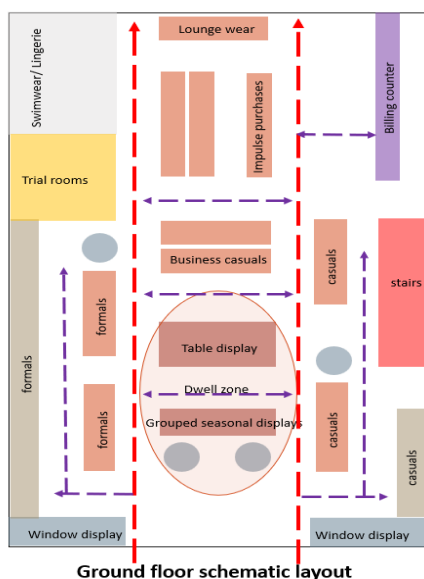 Lounge wear
Swimwear/ Lingerie
Impulse purchases
Billing counter
Trial rooms
Business casuals
casuals
stairs
formals
formals
Table display
Dwell zone
formals
Grouped seasonal displays
casuals
casuals
Window display
Window display
Ground floor schematic layout